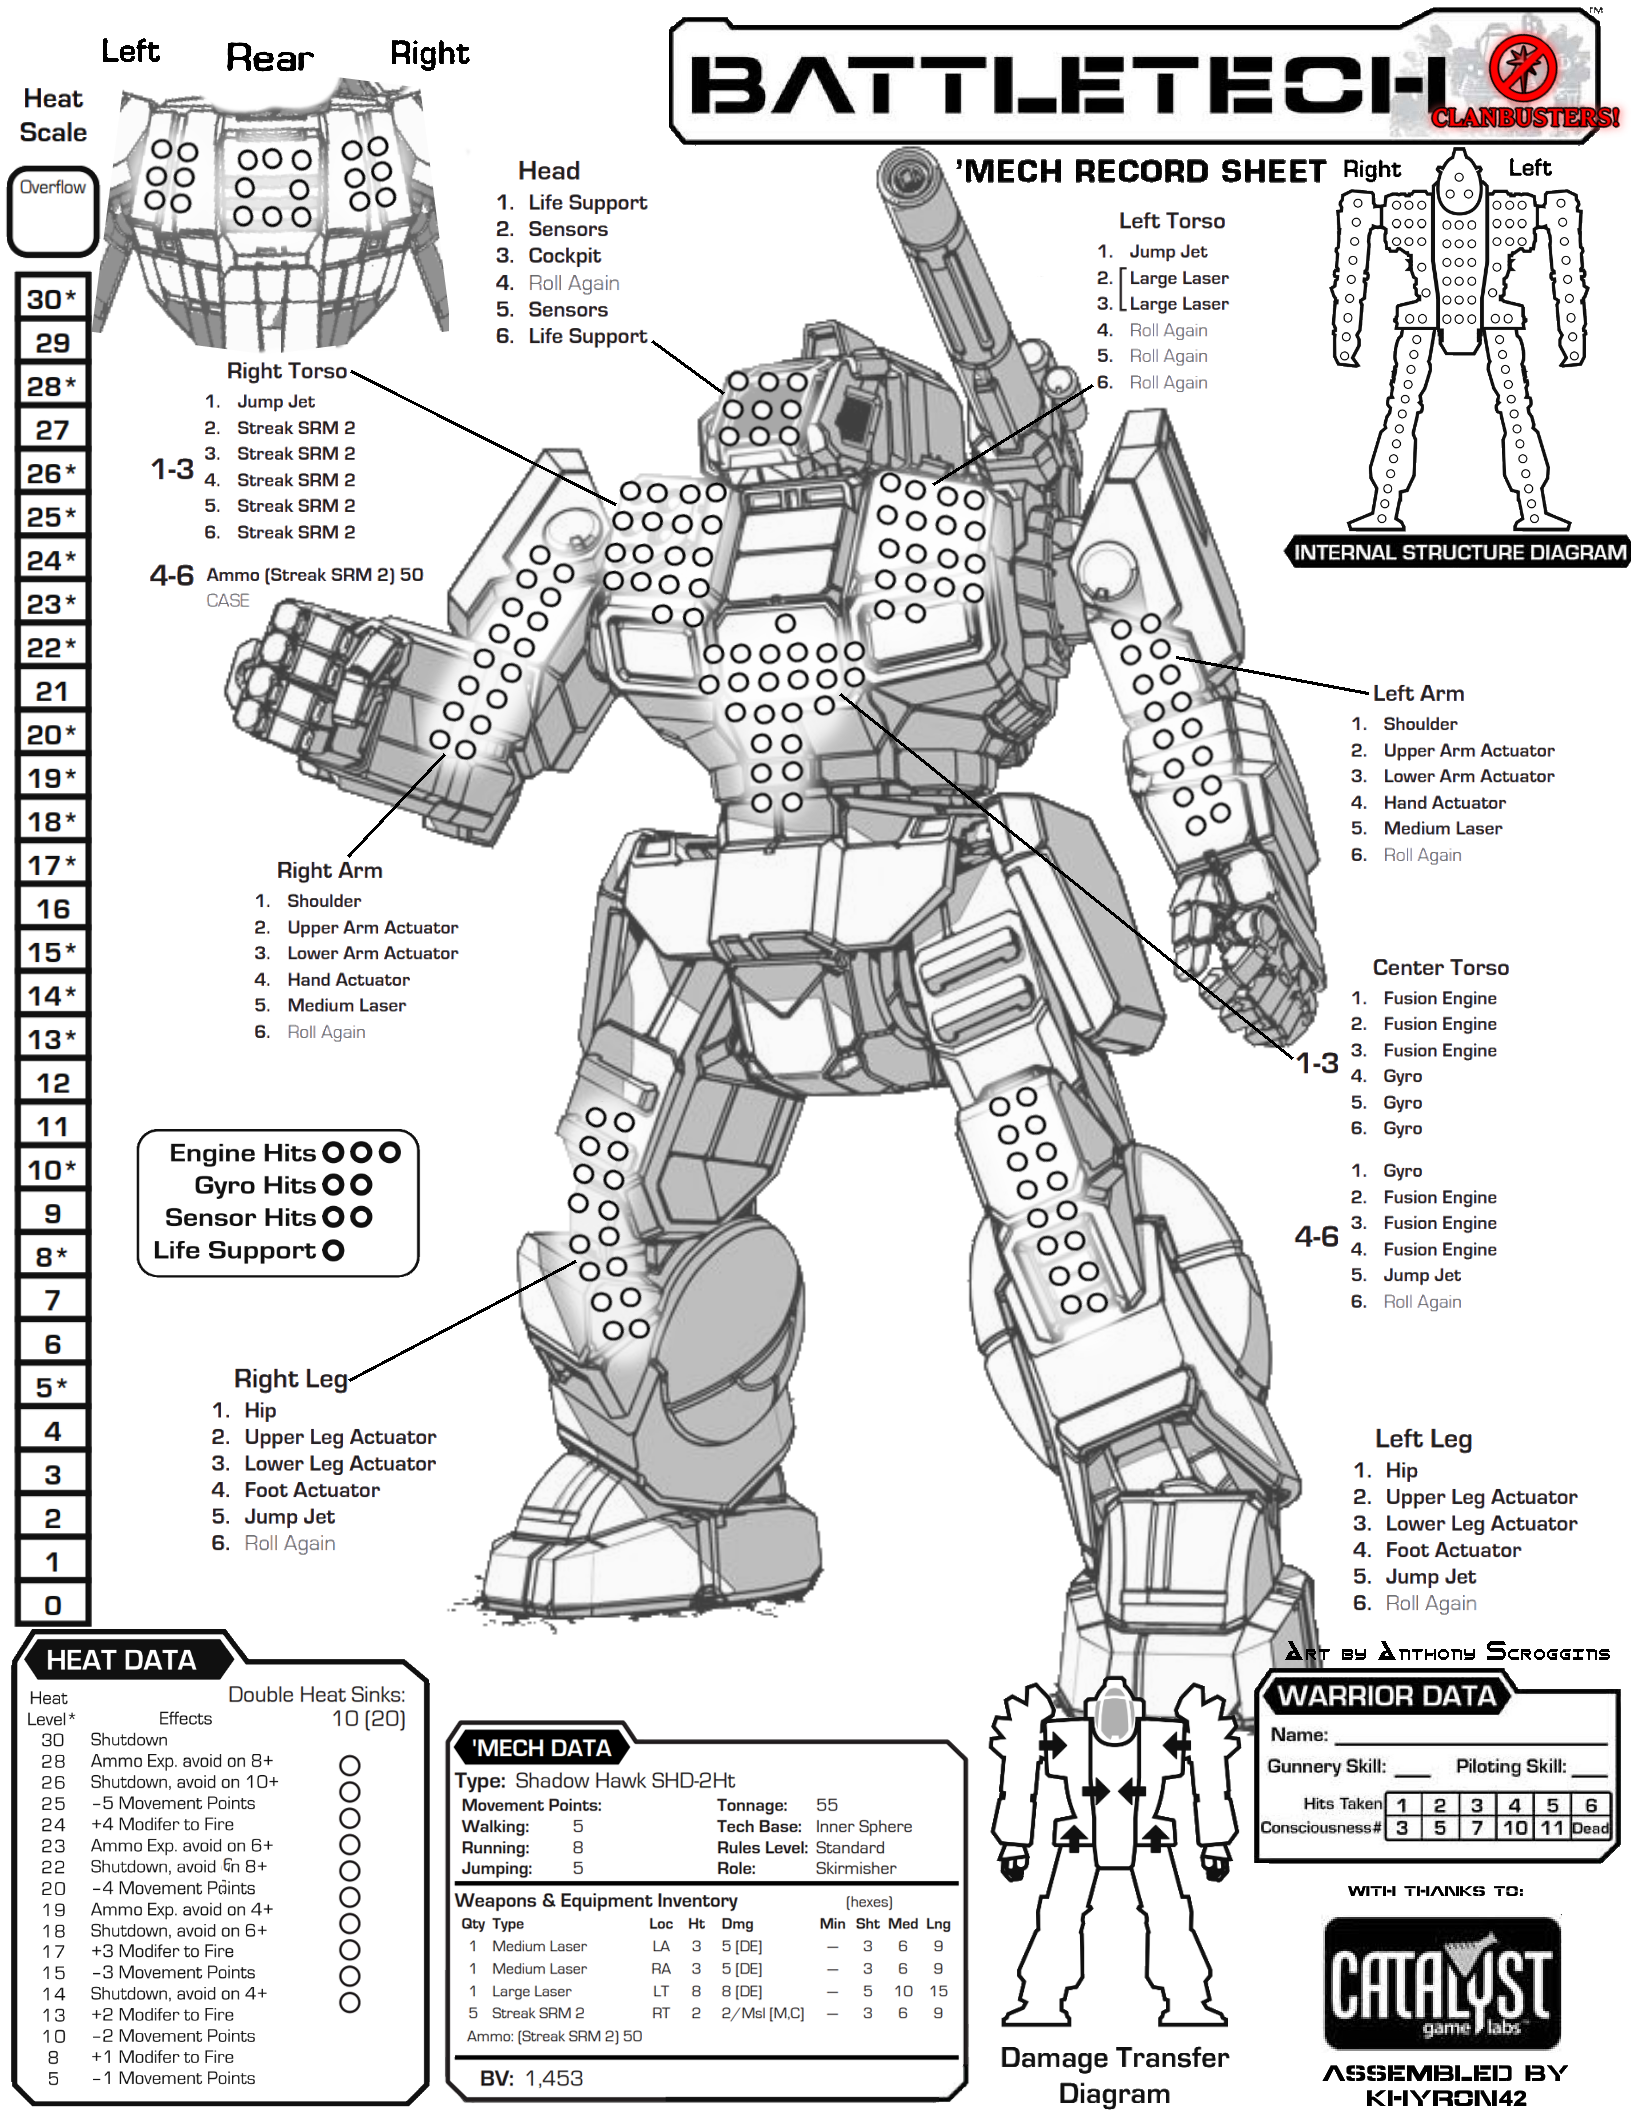 Left Rear Right
BATTLETECH
TM
CLANBUSTERS!
'MECH RECORD SHEET
Right Left
INTERNAL STRUCTURE DIAGRAM
Heat
Scale
Overflow
30*
29
28*
27
26*
25*
24*
23*
22*
21
20*
19*
18*
17*
16
15*
14*
13*
12
11
10*
9
8*
7
6
5*
4
3
2
1
0
Head
1. Life Support
2. Sensors
3. Cockpit
4. Roll Again
5. Sensors
6. Life Support
Left Torso
1. Jump Jet
2. Large Laser
3. Large Laser
4. Roll Again
5. Roll Again
6. Roll Again
Right Torso
1-3
1. Jump Jet
2. Streak SRM 2
3. Streak SRM 2
4. Streak SRM 2
5. Streak SRM 2
6. Streak SRM 2
4-6 Ammo (Streak SRM 2) 50
CASE
Left Arm
1. Shoulder
2. Upper Arm Actuator
3. Lower Arm Actuator
4. Hand Actuator
5. Medium Laser
6. Roll Again
Right Arm
1. Shoulder
2. Upper Arm Actuator
3. Lower Arm Actuator
4. Hand Actuator
5. Medium Laser
6. Roll Again
Center Torso
1-3
1. Fusion Engine
2. Fusion Engine
3. Fusion Engine
4. Gyro
5. Gyro
6. Gyro
4-6
1. Gyro
2. Fusion Engine
3. Fusion Engine
4. Fusion Engine
5. Jump Jet
6. Roll Again
Engine Hits
Gyro Hits
Sensor Hits
Life Support
Right Leg
1. Hip
2. Upper Leg Actuator
3. Lower Leg Actuator
4. Foot Actuator
5. Jump Jet
6. Roll Again
Left Leg
1. Hip
2. Upper Leg Actuator
3. Lower Leg Actuator
4. Foot Actuator
5. Jump Jet
6. Roll Again
Art by Anthony Scroggins
HEAT DATA
Heat
Level* Effects
Double Heat Sinks:
10 (20)
30 Shutdown
28 Ammo Exp. avoid on 8+
26 Shutdown, avoid on 10+
25 -5 Movement Points
24 +4 Modifer to Fire
23 Ammo Exp. avoid on 6+
22 Shutdown, avoid on 8+
20 -4 Movement Points
19 Ammo Exp. avoid on 4+
18 Shutdown, avoid on 6+
17 +3 Modifer to Fire
15 -3 Movement Points
14 Shutdown, avoid on 4+
13 +2 Modifer to Fire
10 -2 Movement Points
8 +1 Modifer to Fire
5 -1 Movement Points
'MECH DATA
Type: Shadow Hawk SHD-2Ht
Movement Points: Tonnage: 55
Walking: 5 Tech Base: Inner Sphere
Running: 8 Rules Level: Standard
Jumping: 5 Role: Skirmisher
Weapons & Equipment Inventory (hexes)
Qty Type Loc Ht Dmg Min Sht Med Lng
1 Medium Laser LA 3 5 [DE] — 3 6 9
1 Medium Laser RA 3 5 [DE] — 3 6 9
1 Large Laser LT 8 8 [DE] — 5 10 15
5 Streak SRM 2 RT 2 2/Msl [M,C] — 3 6 9
Ammo: (Streak SRM 2) 50
BV: 1,453
Damage Transfer
Diagram
WARRIOR DATA
Name:
Gunnery Skill: Piloting Skill:
Hits Taken 1 2 3 4 5 6
Consciousness# 3 5 7 10 11 Dead
WITH THANKS TO:
CATALYST
game labs
ASSEMBLED BY
KHYRON42